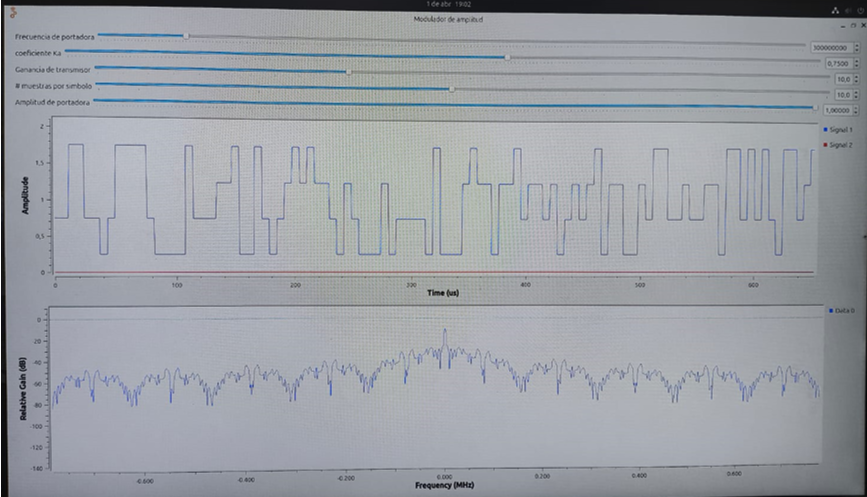 1 de abr 19:02
Modulador de amplitud
Frecuencia de portadora
100000000
coeficiente Ka
0,7500
Ganancia de transmisor
10,0
# muestras por símbolo
10,0
Amplitud de portadora
1,00000
Signal 1
Signal 2
Amplitude
2
1,5
1
0,5
0
0 100 200 400 500 600
Time (us)
Data 0
Relative Gain (dB)
0
-20
-40
-60
-80
-100
-120
-140
-0.600 -0.400 -0.200 0.000 0.200 0.400 0.600
Frequency (MHz)